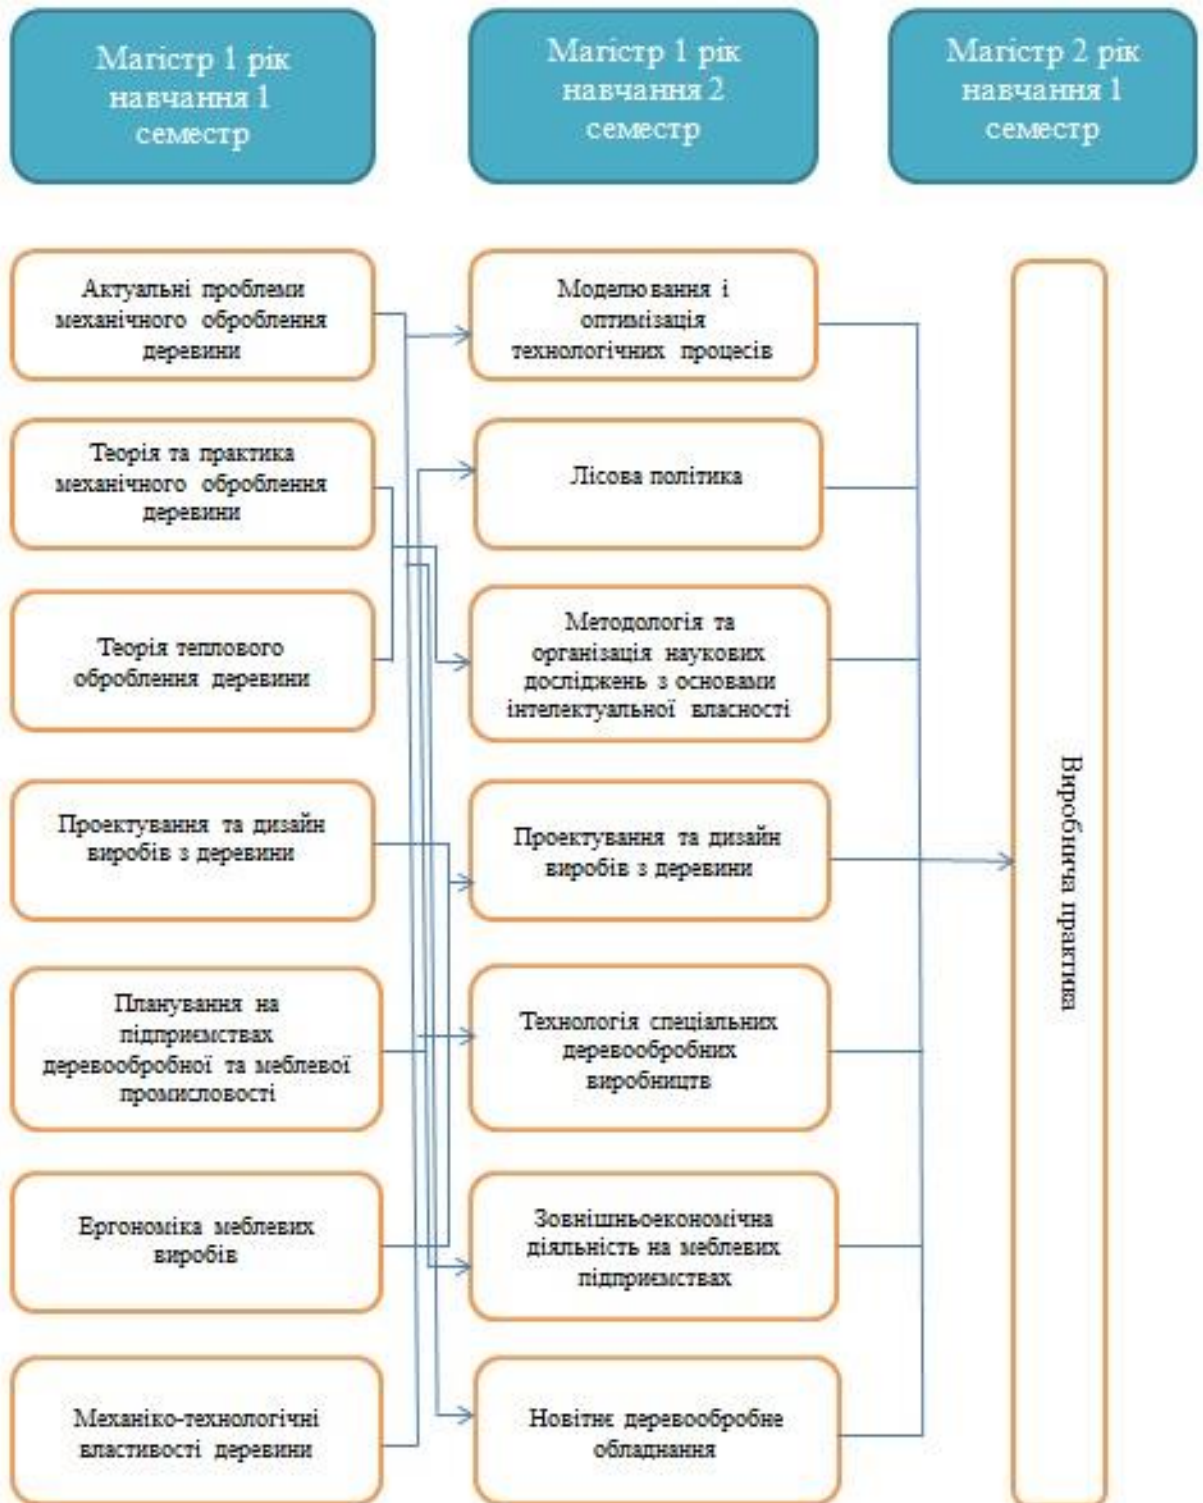 Магістр 1 рік
навчання 1
семестр
Магістр 1 рік
навчання 2
семестр
Магістр 2 рік
навчання 1
семестр
Актуальні проблеми
механічного оброблення
деревини
Теорія та практика
механічного оброблення
деревини
Теорія теплового
оброблення деревини
Проектування та дизайн
виробів з деревини
Планування на
підприємствах
деревообробної та меблевої
промисловості
Ергономіка меблевих
виробів
Механіко-технологічні
властивості деревини
Моделювання і
оптимізація
технологічних процесів
Лісова політика
Методологія та
організація наукових
досліджень з основами
інтелектуальної власності
Проектування та дизайн
виробів з деревини
Технологія спеціальних
деревообробних
виробництв
Зовнішньоекономічна
діяльність на меблевих
підприємствах
Новітнє деревообробне
обладнання
Виробнича практика